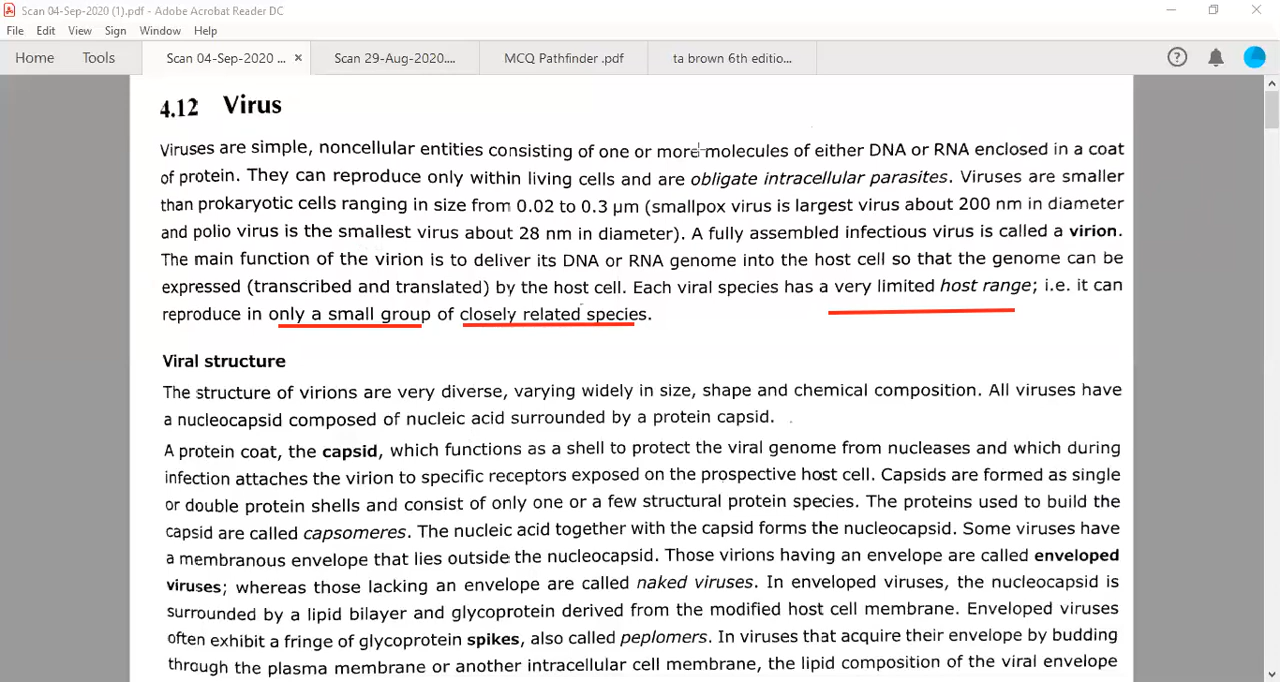 Scan 04-Sep-2020 (1).pdf - Adobe Acrobat Reader DC
File Edit View Sign Window Help
Home Tools Scan 04-Sep-2020 ... × Scan 29-Aug-2020.... MCQ Pathfinder .pdf ta brown 6th editio...
4.12 Virus
Viruses are simple, noncellular entities consisting of one or more molecules of either DNA or RNA enclosed in a coat
of protein. They can reproduce only within living cells and are obligate intracellular parasites. Viruses are smaller
than prokaryotic cells ranging in size from 0.02 to 0.3 µm (smallpox virus is largest virus about 200 nm in diameter
and polio virus is the smallest virus about 28 nm in diameter). A fully assembled infectious virus is called a virion.
The main function of the virion is to deliver its DNA or RNA genome into the host cell so that the genome can be
expressed (transcribed and translated) by the host cell. Each viral species has a very limited host range; i.e. it can
reproduce in only a small group of closely related species.
Viral structure
The structure of virions are very diverse, varying widely in size, shape and chemical composition. All viruses have
a nucleocapsid composed of nucleic acid surrounded by a protein capsid.
A protein coat, the capsid, which functions as a shell to protect the viral genome from nucleases and which during
infection attaches the virion to specific receptors exposed on the prospective host cell. Capsids are formed as single
or double protein shells and consist of only one or a few structural protein species. The proteins used to build the
capsid are called capsomeres. The nucleic acid together with the capsid forms the nucleocapsid. Some viruses have
a membranous envelope that lies outside the nucleocapsid. Those virions having an envelope are called enveloped
viruses; whereas those lacking an envelope are called naked viruses. In enveloped viruses, the nucleocapsid is
surrounded by a lipid bilayer and glycoprotein derived from the modified host cell membrane. Enveloped viruses
often exhibit a fringe of glycoprotein spikes, also called peplomers. In viruses that acquire their envelope by budding
through the plasma membrane or another intracellular cell membrane, the lipid composition of the viral envelope